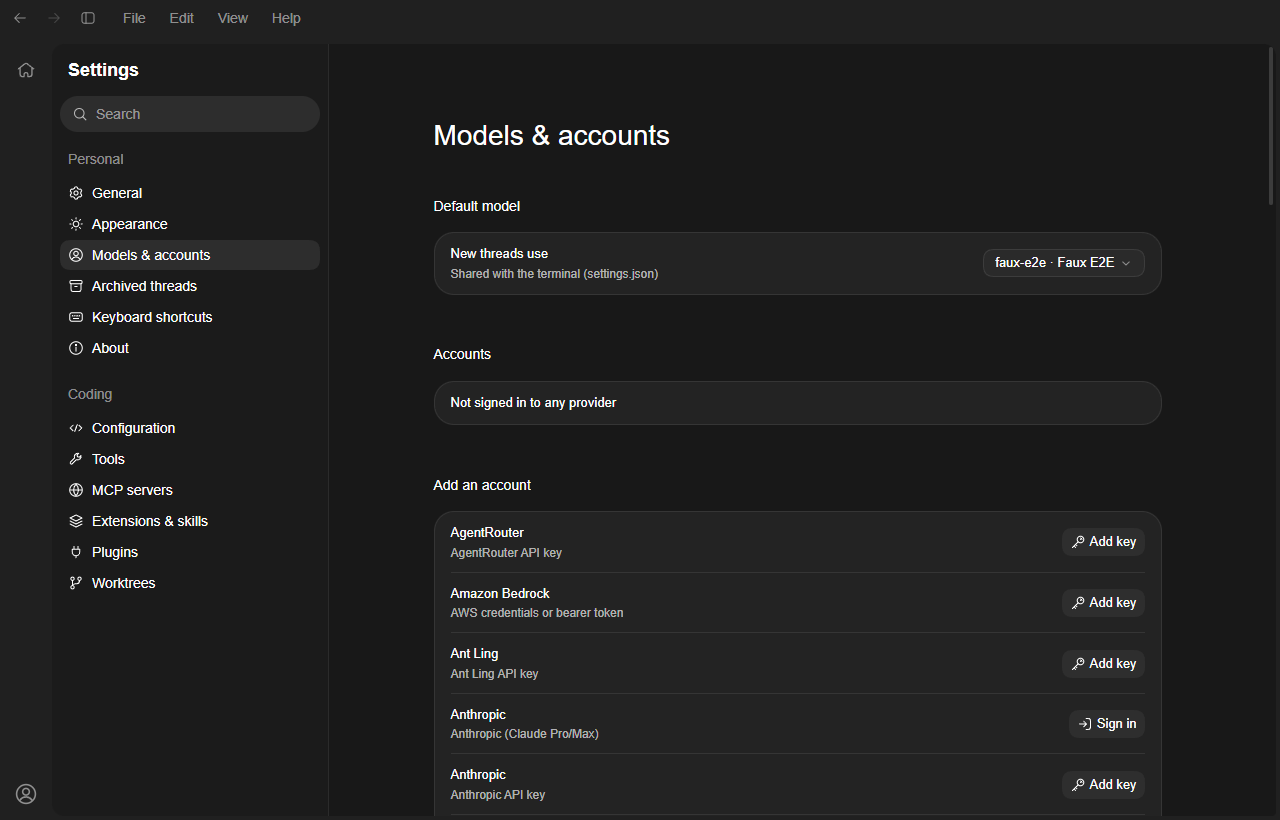 File Edit View Help
Settings
Search
Personal
General
Appearance
Models & accounts
Archived threads
Keyboard shortcuts
About
Coding
Configuration
Tools
MCP servers
Extensions & skills
Plugins
Worktrees
Models & accounts
Default model
New threads use
Shared with the terminal (settings.json)
faux-e2e · Faux E2E
Accounts
Not signed in to any provider
Add an account
AgentRouter
AgentRouter API key
Add key
Amazon Bedrock
AWS credentials or bearer token
Add key
Ant Ling
Ant Ling API key
Add key
Anthropic
Anthropic (Claude Pro/Max)
Sign in
Anthropic
Anthropic API key
Add key